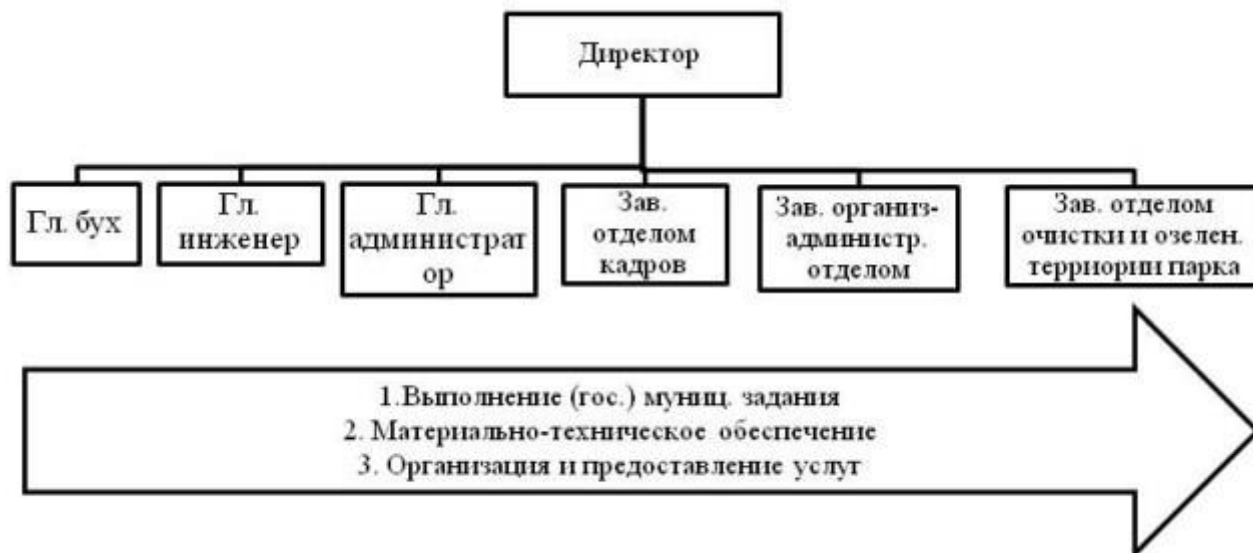 Директор
Гл. бух
Гл.
инженер
Гл.
администрат
ор
Зав.
отделом
кадров
Зав. организ-
администр.
отделом
Зав. отделом
очистки и озелен.
терриории парка
1.Выполнение (гос.) муниц. задания
2. Материально-техническое обеспечение
3. Организация и предоставление услуг